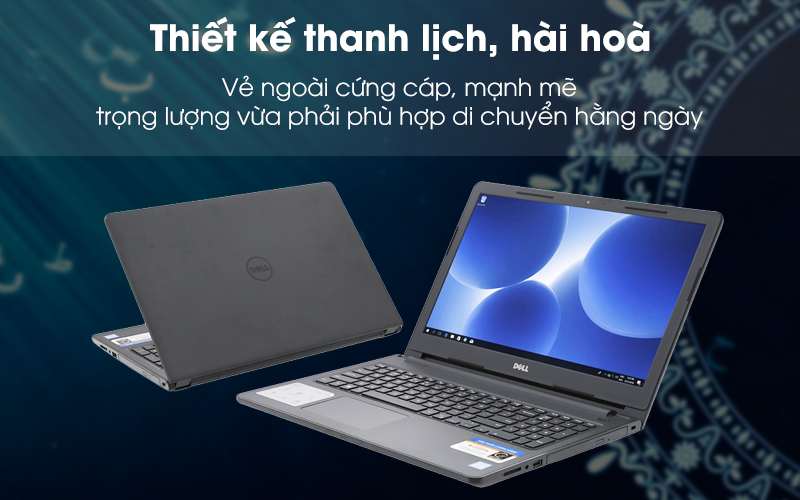 Thiết kế thanh lịch, hài hoà
Vẻ ngoài cứng cáp, mạnh mẽ
trọng lượng vừa phải phù hợp di chuyển hằng ngày
DELL
DELL